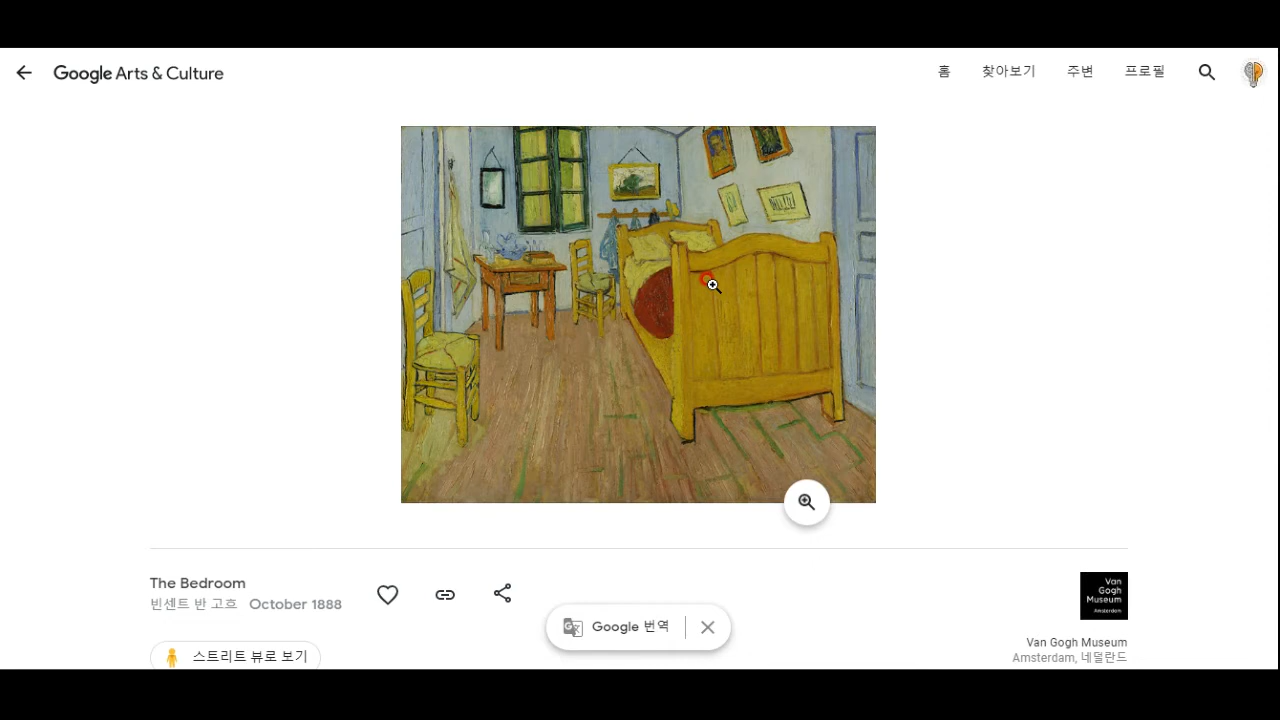 Google Arts & Culture
홈 찾아보기 주변 프로필
The Bedroom
빈센트 반 고흐 October 1888
Van
Gogh
Museum
Amsterdam
Google 번역
Van Gogh Museum
Amsterdam, 네덜란드
스트리트 뷰로 보기